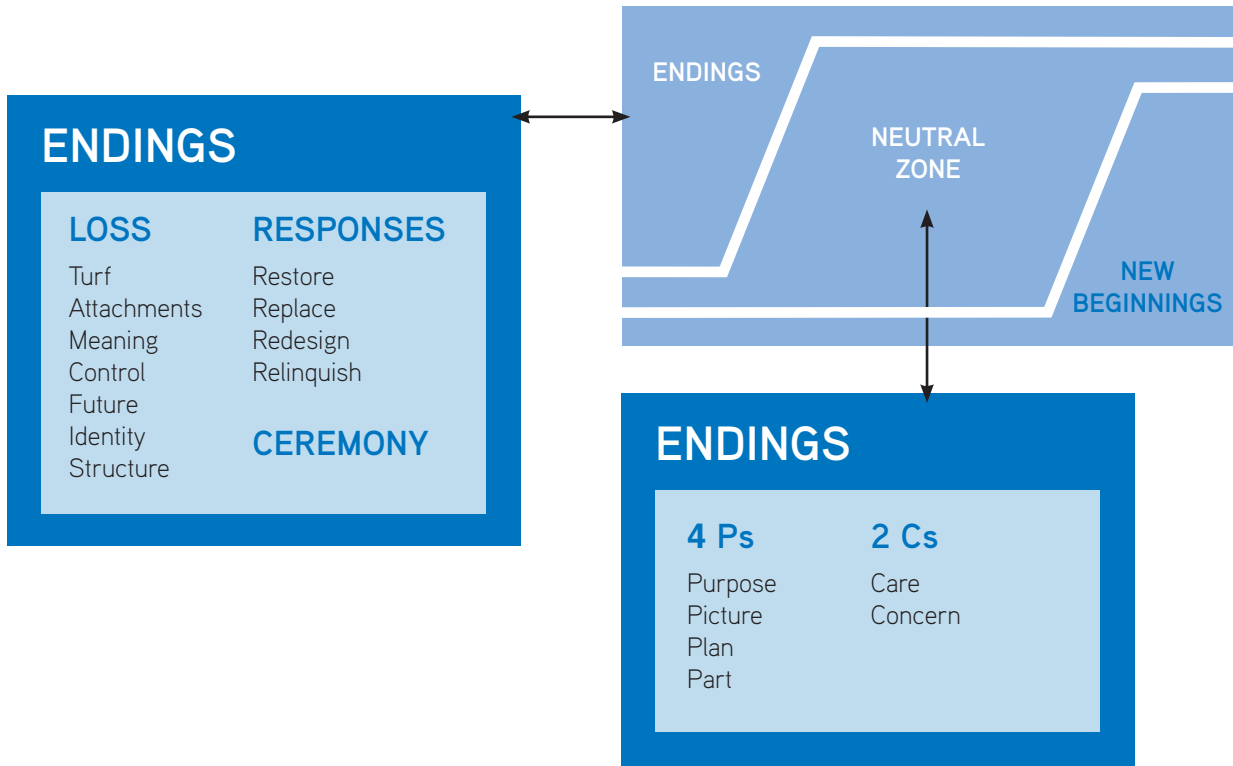 ENDINGS
LOSS
Turf
Attachments
Meaning
Control
Future
Identity
Structure
RESPONSES
Restore
Replace
Redesign
Relinquish
CEREMONY
ENDINGS
NEUTRAL
ZONE
NEW
BEGINNINGS
ENDINGS
4 Ps
Purpose
Picture
Plan
Part
2 Cs
Care
Concern